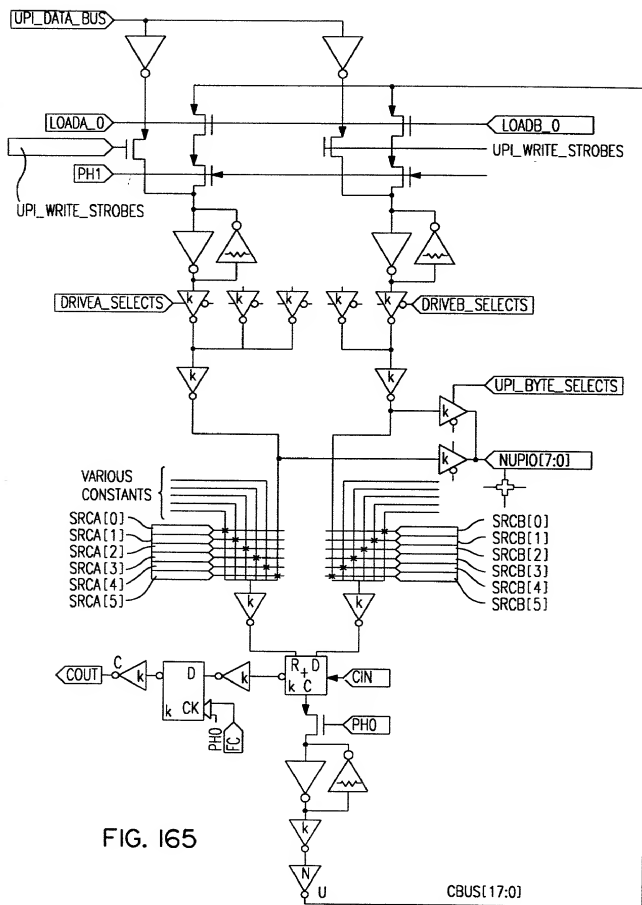 UPI_DATA_BUS
LOADA_0
LOADB_0
UPI_WRITE_STROBES
PH1
UPI_WRITE_STROBES
DRIVEA_SELECTS
k
k
k
k
k
DRIVEB_SELECTS
k
k
UPI_BYTE_SELECTS
k
k
NUPIO[7:0]
VARIOUS
CONSTANTS
SRCA[0]
SRCA[1]
SRCA[2]
SRCA[3]
SRCA[4]
SRCA[5]
SRCB[0]
SRCB[1]
SRCB[2]
SRCB[3]
SRCB[4]
SRCB[5]
k
k
COUT
C
k
D
k
CK
PH0
FC
k
R D
+
k C
CIN
PH0
k
N
U
CBUS[17:0]
FIG. 165